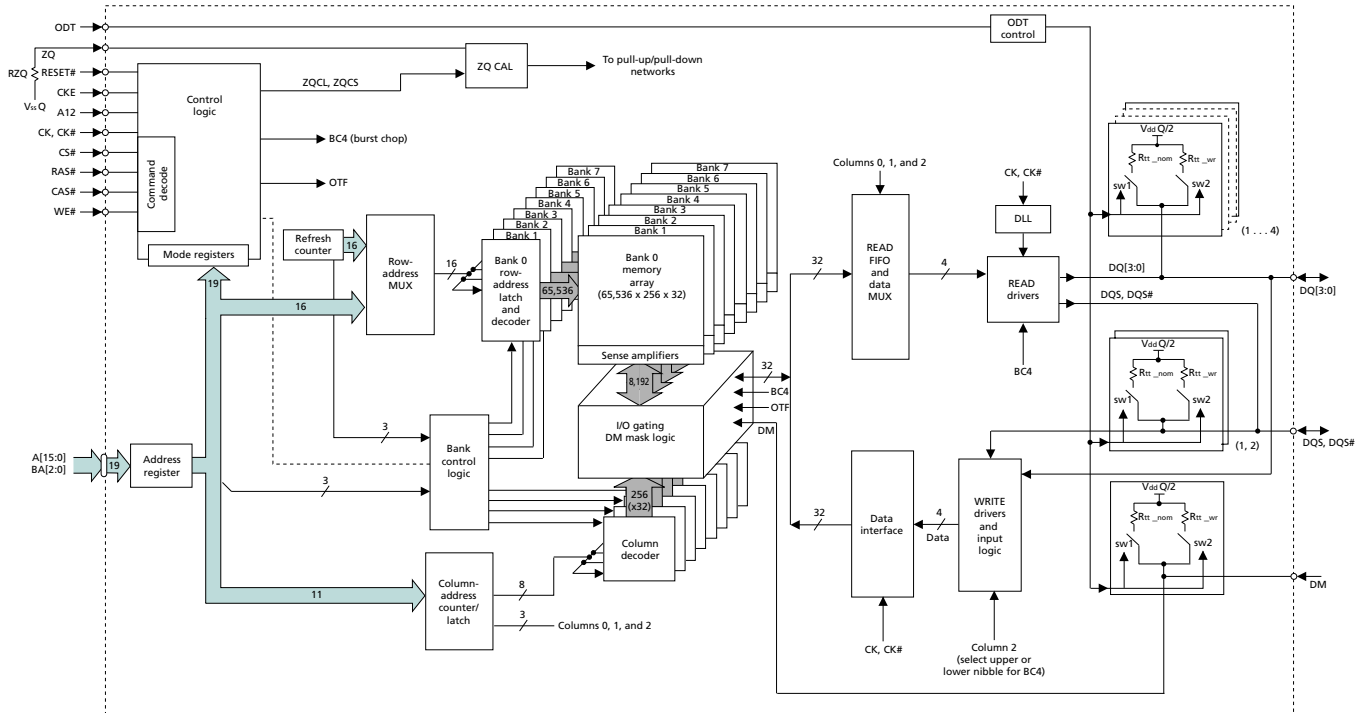 ODT
ODT
control
ZQ
RZQ
VssQ
RESET#
CKE
A12
CK, CK#
CS#
RAS#
CAS#
WE#
Control
logic
Command
decode
Mode registers
ZQCL, ZQCS
ZQ CAL
To pull-up/pull-down
networks
BC4 (burst chop)
OTF
Refresh
counter
16
Row-
address
MUX
16
19
16
Bank 7
Bank 6
Bank 5
Bank 4
Bank 3
Bank 2
Bank 1
Bank 0
row-
address
latch
and
decoder
65,536
Bank 7
Bank 6
Bank 5
Bank 4
Bank 3
Bank 2
Bank 1
Bank 0
memory
array
(65,536 x 256 x 32)
Sense amplifiers
8,192
I/O gating
DM mask logic
32
BC4
OTF
DM
256
(x32)
Column
decoder
3
Bank
control
logic
3
A[15:0]
BA[2:0]
19
Address
register
11
Column-
address
counter/
latch
8
3
Columns 0, 1, and 2
Columns 0, 1, and 2
32
READ
FIFO
and
data
MUX
4
CK, CK#
DLL
READ
drivers
BC4
DQ[3:0]
DQS, DQS#
32
Data
interface
4
Data
WRITE
drivers
and
input
logic
CK, CK#
Column 2
(select upper or
lower nibble for BC4)
Vdd Q/2
Rtt_nom
Rtt_wr
sw1
sw2
(1 . . . 4)
DQ[3:0]
Vdd Q/2
Rtt_nom
Rtt_wr
sw1
sw2
(1, 2)
DQS, DQS#
Vdd Q/2
Rtt_nom
Rtt_wr
sw1
sw2
DM